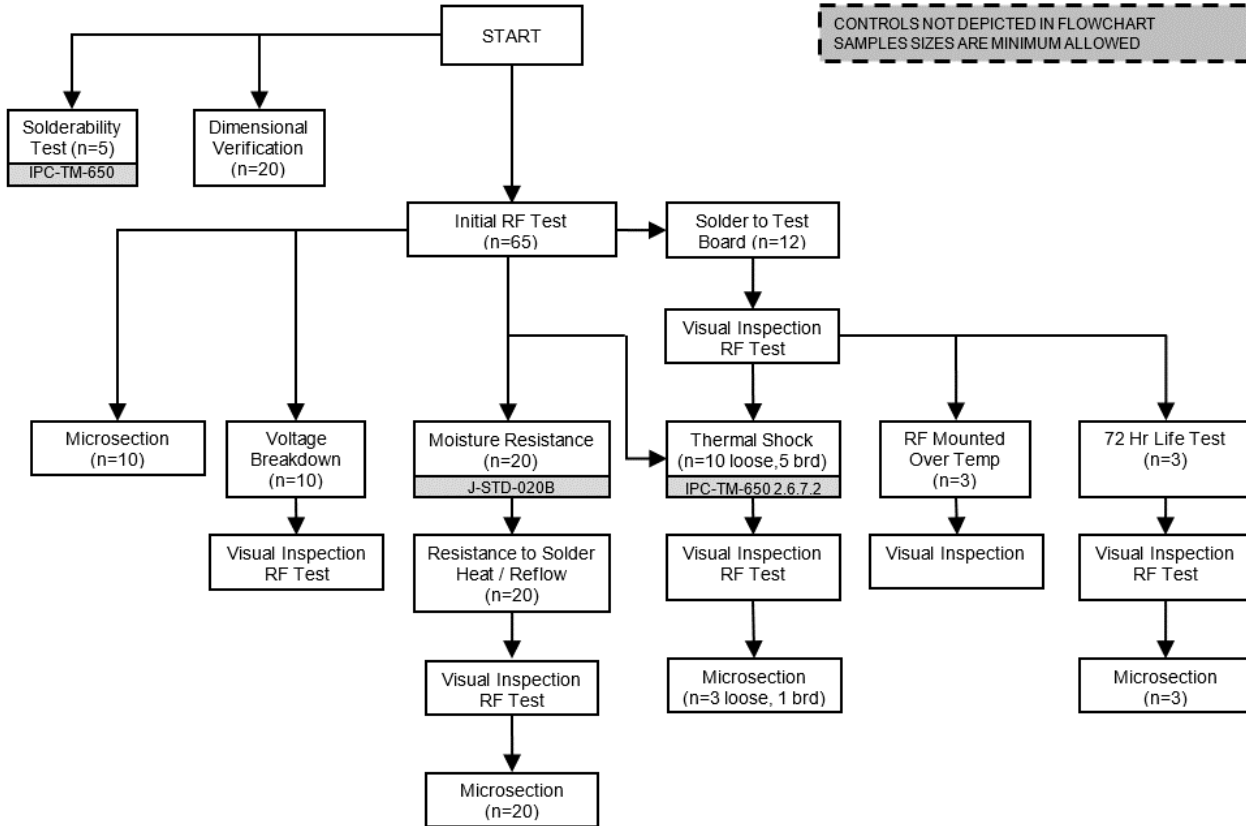 START
CONTROLS NOT DEPICTED IN FLOWCHART
SAMPLES SIZES ARE MINIMUM ALLOWED
Solderability
Test (n=5)
IPC-TM-650
Dimensional
Verification
(n=20)
Initial RF Test
(n=65)
Solder to Test
Board (n=12)
Visual Inspection
RF Test
Microsection
(n=10)
Voltage
Breakdown
(n=10)
Moisture Resistance
(n=20)
J-STD-020B
Thermal Shock
(n=10 loose,5 brd)
IPC-TM-650 2.6.7.2
RF Mounted
Over Temp
(n=3)
72 Hr Life Test
(n=3)
Visual Inspection
RF Test
Resistance to Solder
Heat / Reflow
(n=20)
Visual Inspection
RF Test
Visual Inspection
Visual Inspection
RF Test
Visual Inspection
RF Test
Microsection
(n=3 loose, 1 brd)
Microsection
(n=3)
Microsection
(n=20)